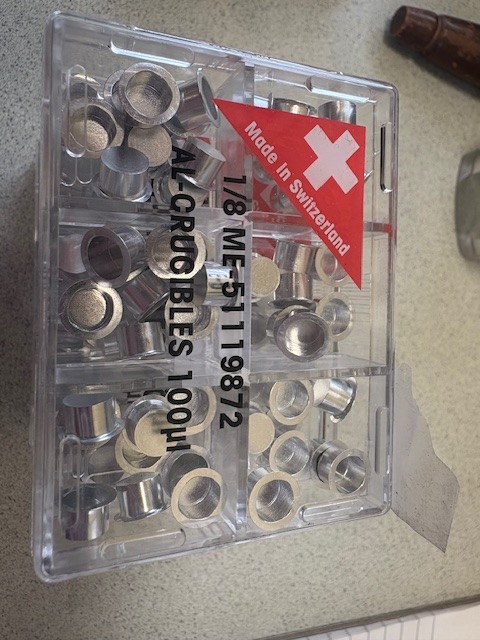 Made in Switzerland
1/8 ME-51119872
AL-CRUCIBLES 100µl